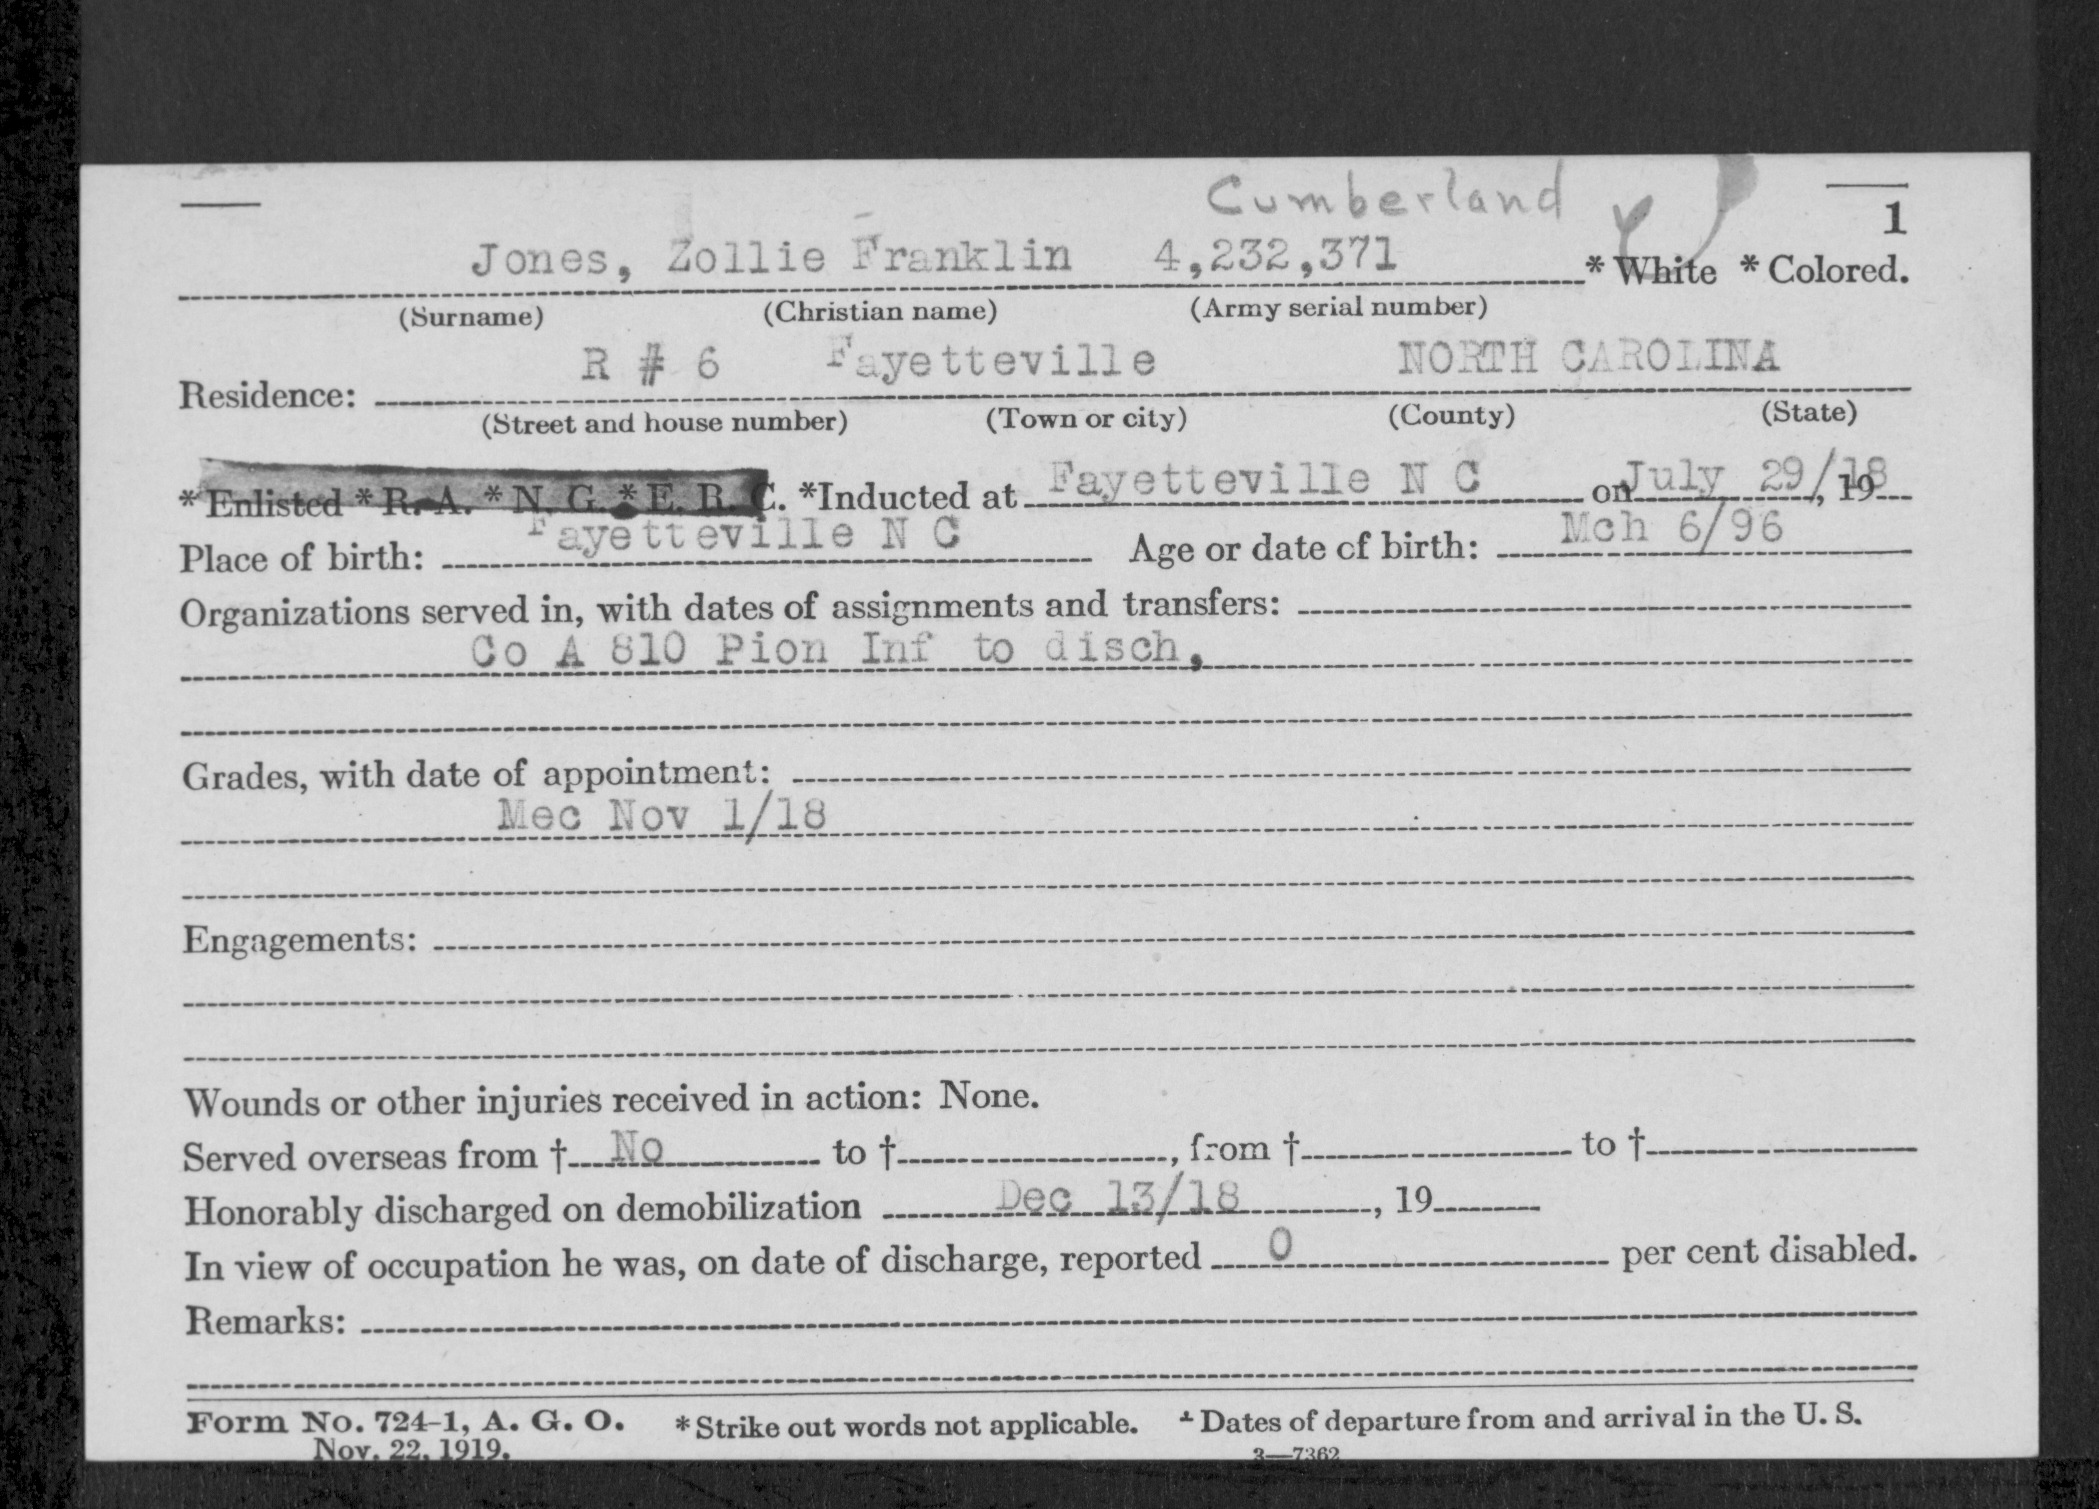 Cumberland
1
Jones, Zollie Franklin 4,232,371 * White * Colored.
(Surname) (Christian name) (Army serial number)
R # 6 Fayetteville NORTH CAROLINA
Residence:
(Street and house number) (Town or city) (County) (State)
* Enlisted * R. A. * N. G. * E. R. C. *Inducted at Fayetteville N C on July 29/18, 19
Place of birth: Fayetteville N C Age or date of birth: Mch 6/96
Organizations served in, with dates of assignments and transfers:
Co A 810 Pion Inf to disch,
Grades, with date of appointment:
Mec Nov 1/18
Engagements:
Wounds or other injuries received in action: None.
Served overseas from † No to †, from † to †
Honorably discharged on demobilization Dec 13/18, 19
In view of occupation he was, on date of discharge, reported 0 per cent disabled.
Remarks:
Form No. 724-1, A. G. O. * Strike out words not applicable. † Dates of departure from and arrival in the U. S.
Nov. 22, 1919. 3—7362